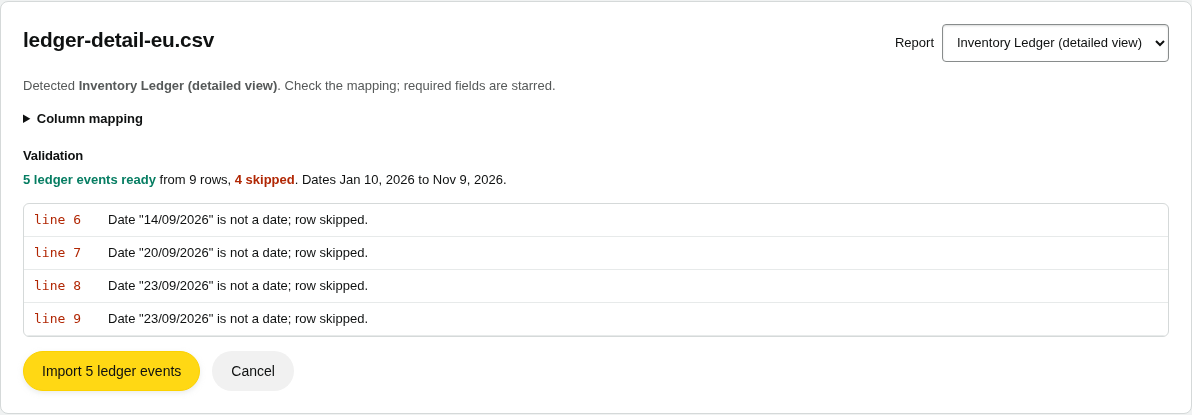 ledger-detail-eu.csv
Report Inventory Ledger (detailed view)
Detected Inventory Ledger (detailed view). Check the mapping; required fields are starred.
Column mapping
Validation
5 ledger events ready from 9 rows, 4 skipped. Dates Jan 10, 2026 to Nov 9, 2026.
line 6 Date "14/09/2026" is not a date; row skipped.
line 7 Date "20/09/2026" is not a date; row skipped.
line 8 Date "23/09/2026" is not a date; row skipped.
line 9 Date "23/09/2026" is not a date; row skipped.
Import 5 ledger events Cancel